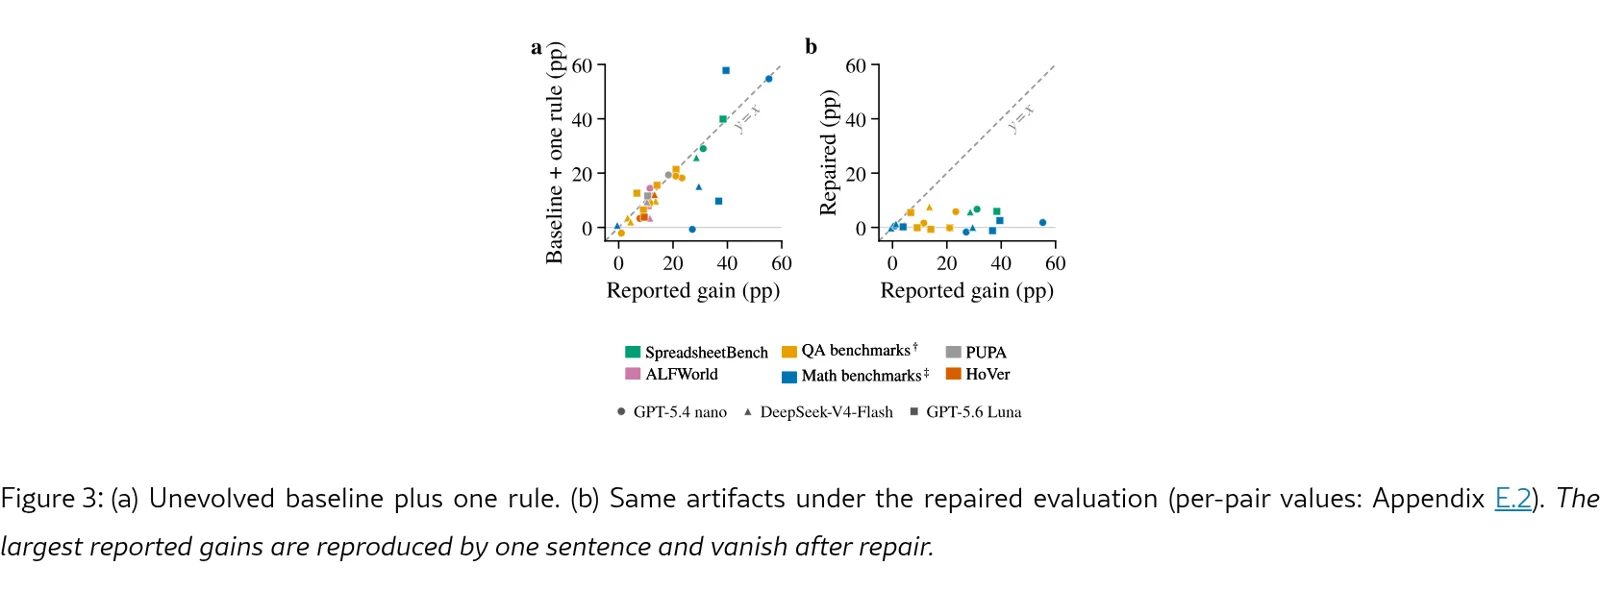 a
b
Baseline + one rule (pp)
60
40
20
0
y = x
0 20 40 60
Reported gain (pp)
Repaired (pp)
60
40
20
0
y = x
0 20 40 60
Reported gain (pp)
SpreadsheetBench QA benchmarks† PUPA
ALFWorld Math benchmarks‡ HoVer
GPT-5.4 nano DeepSeek-V4-Flash GPT-5.6 Luna
Figure 3: (a) Unevolved baseline plus one rule. (b) Same artifacts under the repaired evaluation (per-pair values: Appendix E.2). The
largest reported gains are reproduced by one sentence and vanish after repair.